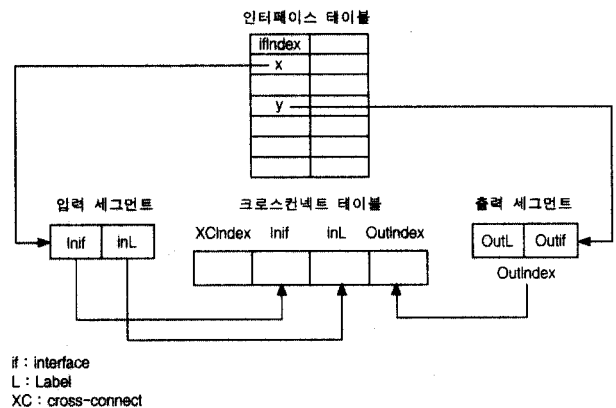 인터페이스 테이블
ifIndex
x
y
입력 세그먼트
크로스컨넥트 테이블
출력 세그먼트
Inif inL
XCIndex Inif inL OutIndex
OutL Outif
OutIndex
if : interface
L : Label
XC : cross-connect